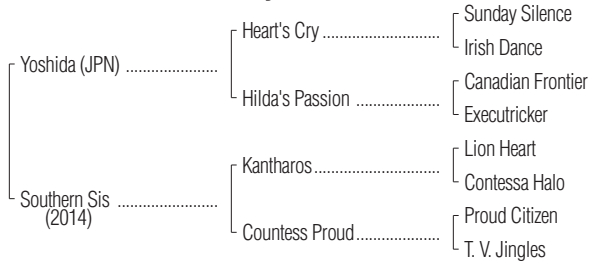 Sunday Silence
Heart's Cry
Irish Dance
Yoshida (JPN)
Canadian Frontier
Hilda's Passion
Executricker
Lion Heart
Kantharos
Contessa Halo
Southern Sis
(2014)
Proud Citizen
Countess Proud
T. V. Jingles